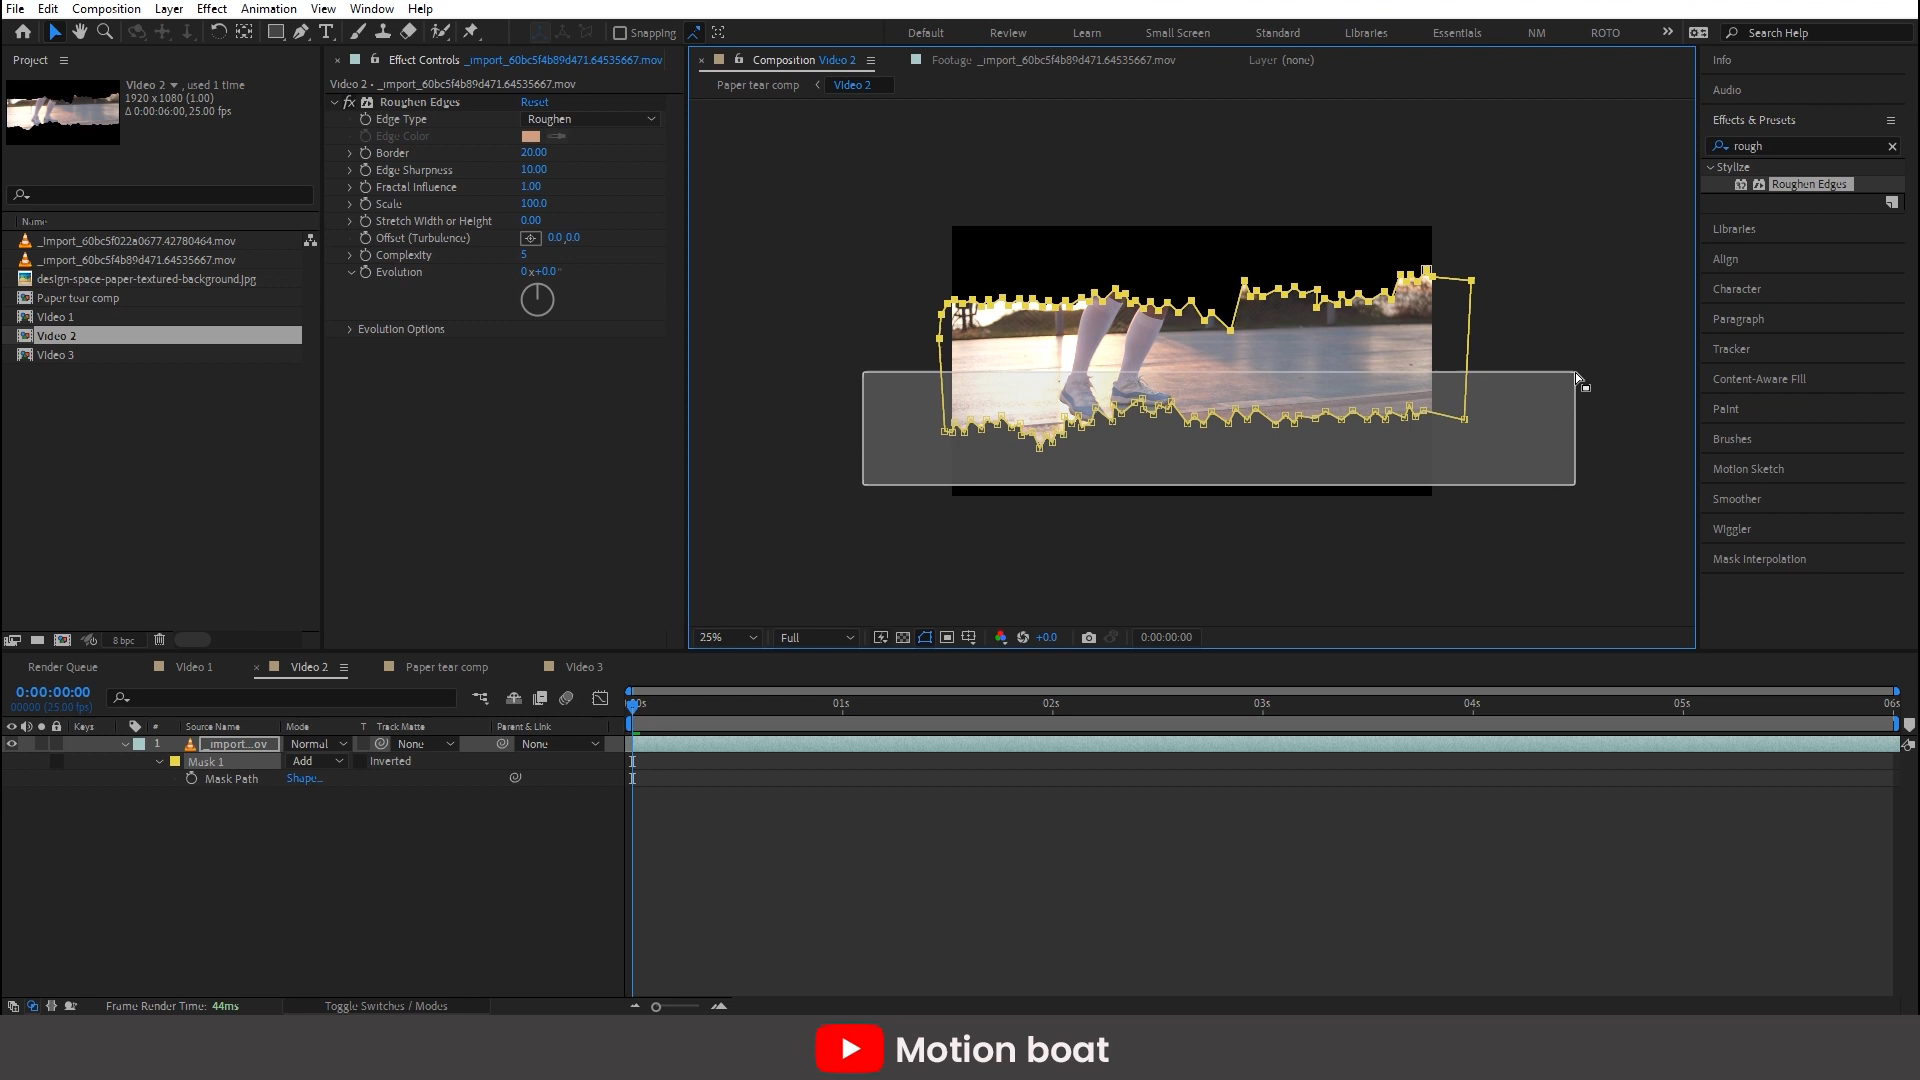 File Edit Composition Layer Effect Animation View Window Help
Snapping Default Review Learn Small Screen Standard Libraries Essentials NM ROTO Search Help
Project
Video 2 , used 1 time
1920 x 1080 (1.00)
Δ 0:00:06:00, 25.00 fps
Name
_import_60bc5f022a0677.42780464.mov
_import_60bc5f4b89d471.64535667.mov
design-space-paper-textured-background.jpg
Paper tear comp
Video 1
Video 2
Video 3
8 bpc
Effect Controls _import_60bc5f4b89d471.64535667.mov
Video 2 - _import_60bc5f4b89d471.64535667.mov
fx Roughen Edges Reset
Edge Type Roughen
Edge Color
Border 20.00
Edge Sharpness 10.00
Fractal Influence 1.00
Scale 100.0
Stretch Width or Height 0.00
Offset (Turbulence) 0.0,0.0
Complexity 5
Evolution 0x+0.0°
Evolution Options
Composition Video 2 Footage _import_60bc5f4b89d471.64535667.mov Layer (none)
Paper tear comp Video 2
25% Full +0.0 0:00:00:00
Info
Audio
Effects & Presets
rough
Stylize
Roughen Edges
Libraries
Align
Character
Paragraph
Tracker
Content-Aware Fill
Paint
Brushes
Motion Sketch
Smoother
Wiggler
Mask Interpolation
Render Queue Video 1 Video 2 Paper tear comp Video 3
0:00:00:00
00000 (25.00 fps)
Keys # Source Name Mode T Track Matte Parent & Link
00s 01s 02s 03s 04s 05s 06s
1 _import...ov Normal None None
Mask 1 Add Inverted
Mask Path Shape...
Frame Render Time: 44ms Toggle Switches / Modes
Motion boat